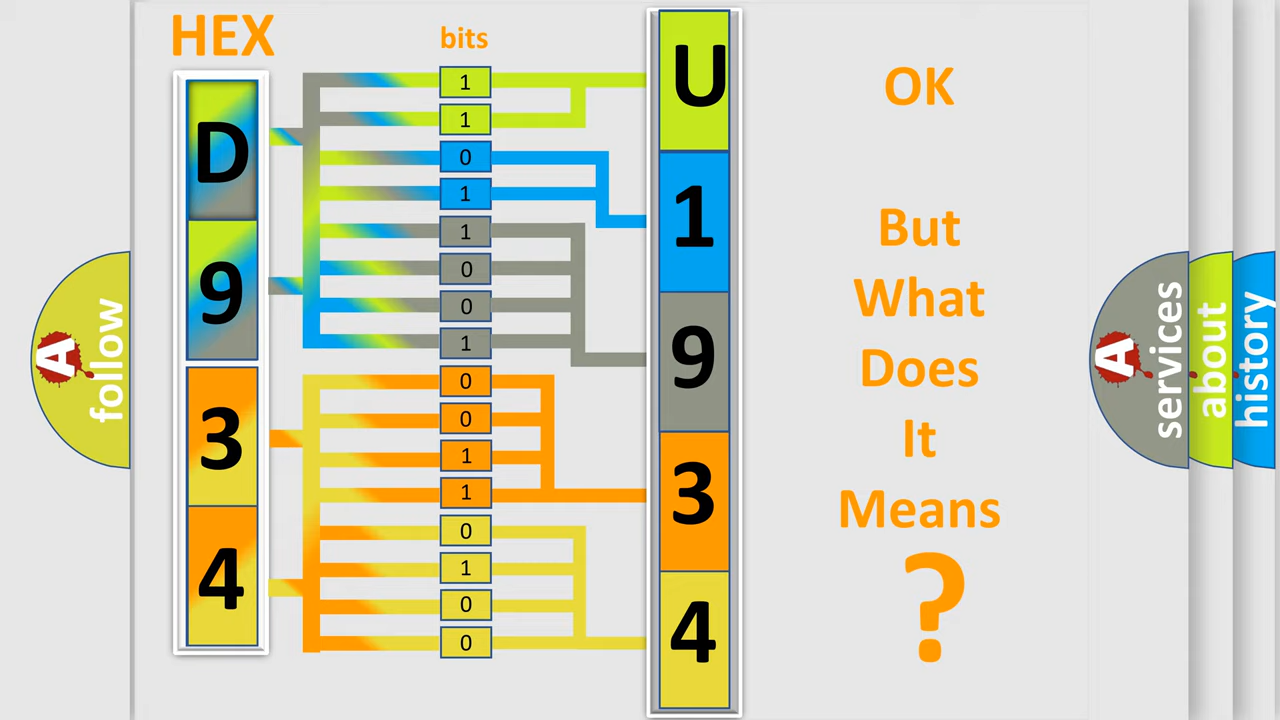 HEX
bits
D
9
3
4
1
1
0
1
1
0
0
1
0
0
1
1
0
1
0
0
U
1
9
3
4
OK
But
What
Does
It
Means
?
A
follow
A
services
about
history